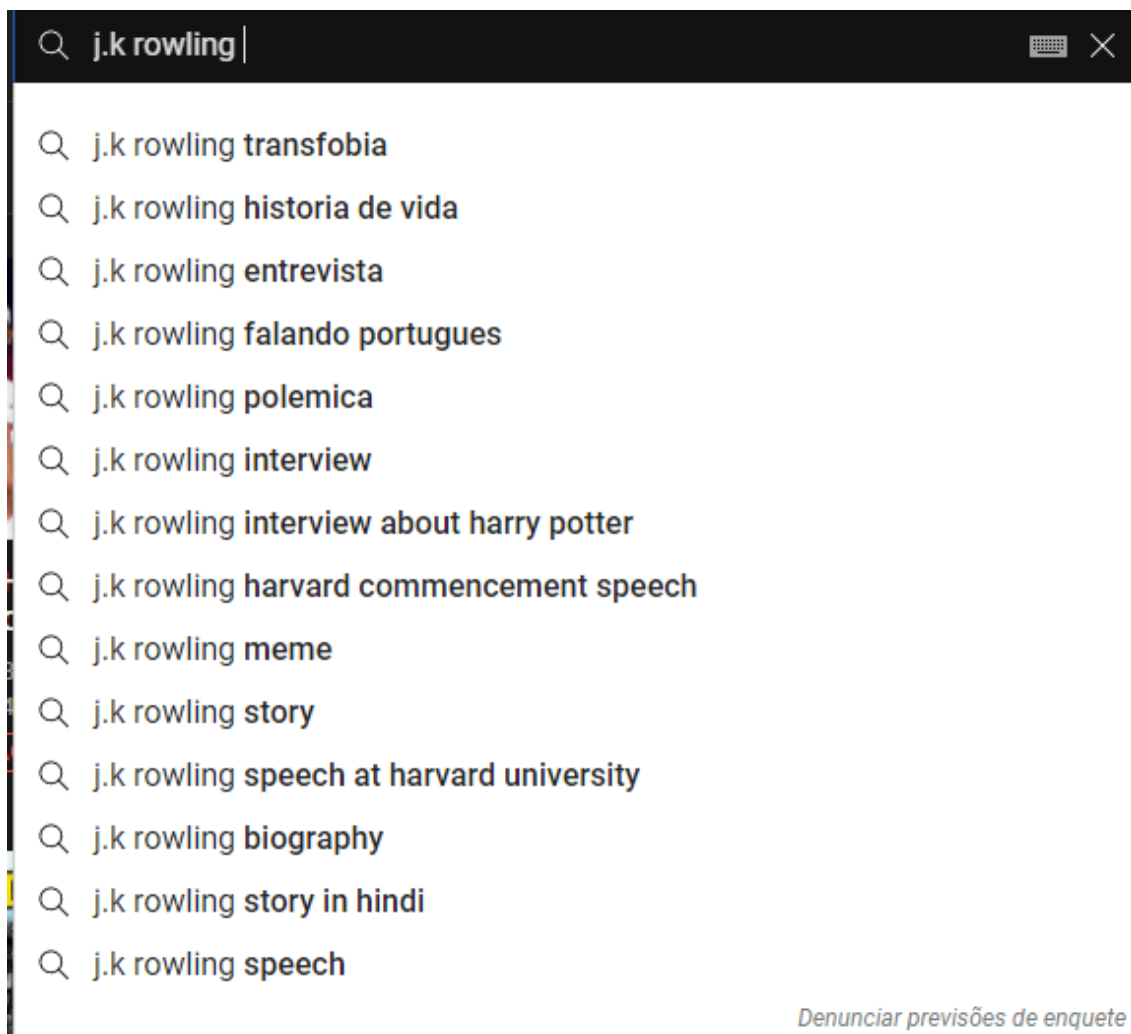 j.k rowling
j.k rowling transfobia
j.k rowling historia de vida
j.k rowling entrevista
j.k rowling falando portugues
j.k rowling polemica
j.k rowling interview
j.k rowling interview about harry potter
j.k rowling harvard commencement speech
j.k rowling meme
j.k rowling story
j.k rowling speech at harvard university
j.k rowling biography
j.k rowling story in hindi
j.k rowling speech
Denunciar previsões de enquete